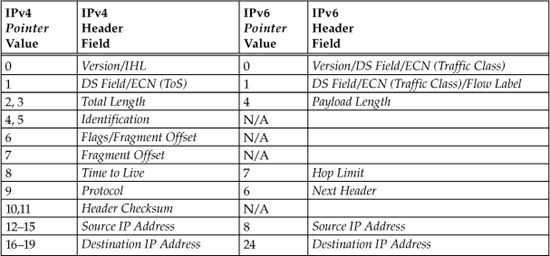 IPv4 Pointer Value | IPv4 Header Field | IPv6 Pointer Value | IPv6 Header Field
0 | Version/IHL | 0 | Version/DS Field/ECN (Traffic Class)
1 | DS Field/ECN (ToS) | 1 | DS Field/ECN (Traffic Class)/Flow Label
2, 3 | Total Length | 4 | Payload Length
4, 5 | Identification | N/A
6 | Flags/Fragment Offset | N/A
7 | Fragment Offset | N/A
8 | Time to Live | 7 | Hop Limit
9 | Protocol | 6 | Next Header
10,11 | Header Checksum | N/A
12–15 | Source IP Address | 8 | Source IP Address
16–19 | Destination IP Address | 24 | Destination IP Address